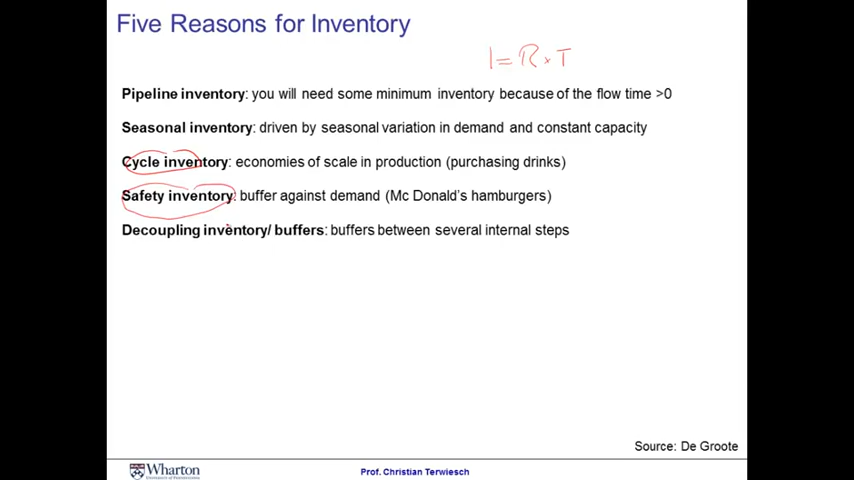 Five Reasons for Inventory
I = R × T
Pipeline inventory: you will need some minimum inventory because of the flow time >0
Seasonal inventory: driven by seasonal variation in demand and constant capacity
Cycle inventory: economies of scale in production (purchasing drinks)
Safety inventory: buffer against demand (Mc Donald's hamburgers)
Decoupling inventory/ buffers: buffers between several internal steps
Source: De Groote
Wharton
Prof. Christian Terwiesch